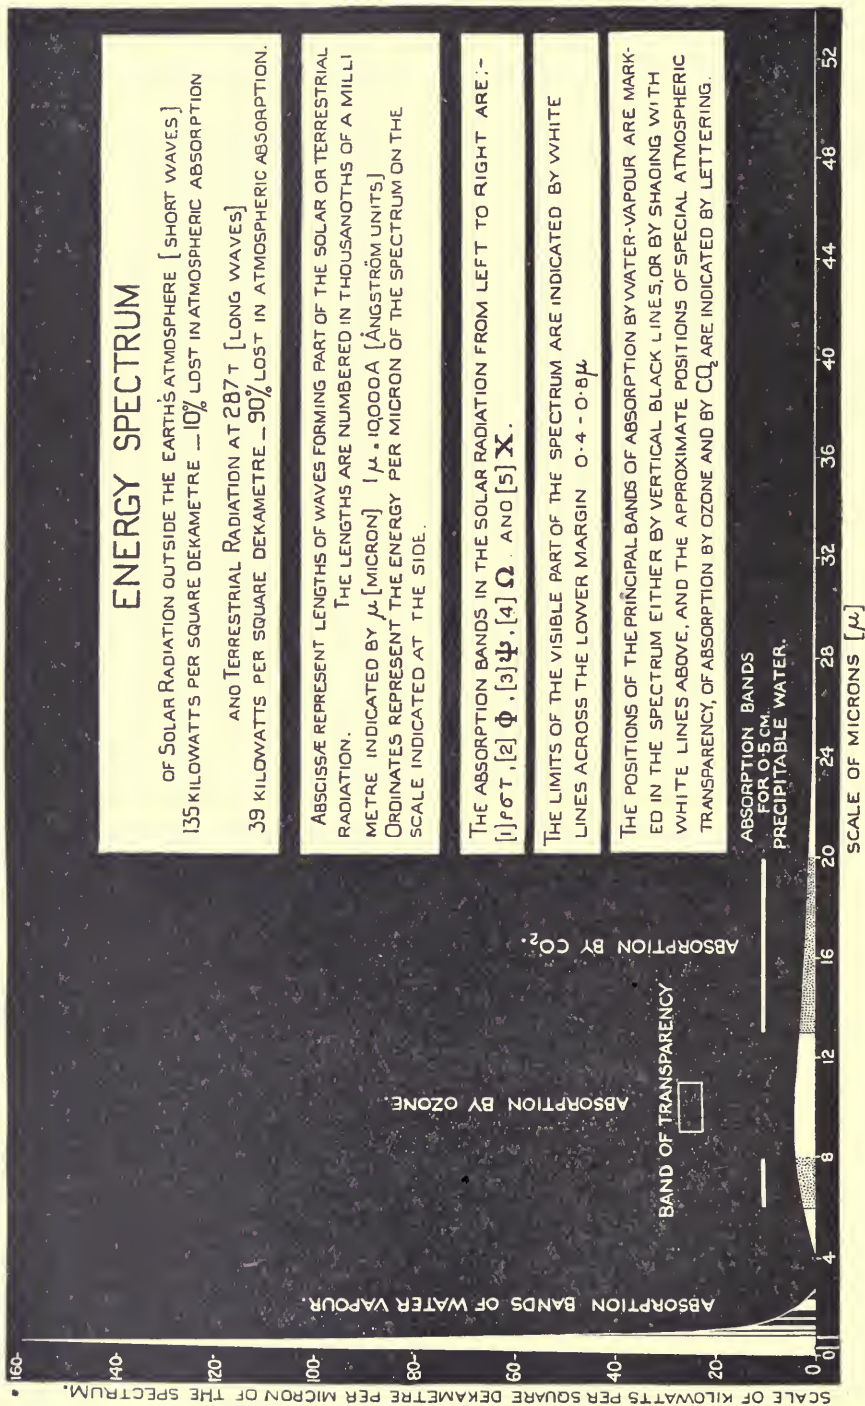 ENERGY SPECTRUM
OF SOLAR RADIATION OUTSIDE THE EARTH'S ATMOSPHERE [SHORT WAVES]
135 KILOWATTS PER SQUARE DEKAMETRE _ 10% LOST IN ATMOSPHERIC ABSORPTION
AND TERRESTRIAL RADIATION AT 287 T [LONG WAVES]
39 KILOWATTS PER SQUARE DEKAMETRE _ 90% LOST IN ATMOSPHERIC ABSORPTION.
ABSCISSÆ REPRESENT LENGTHS OF WAVES FORMING PART OF THE SOLAR OR TERRESTRIAL
RADIATION. THE LENGTHS ARE NUMBERED IN THOUSANOTHS OF A MILLI
METRE INDICATED BY μ [MICRON] 1μ = 10,000 A [ÅNGSTRÖM UNITS]
ORDINATES REPRESENT THE ENERGY PER MICRON OF THE SPECTRUM ON THE
SCALE INDICATED AT THE SIDE.
THE ABSORPTION BANDS IN THE SOLAR RADIATION FROM LEFT TO RIGHT ARE:-
[1] ρστ, [2] Φ, [3] Ψ, [4] Ω AND [5] X.
THE LIMITS OF THE VISIBLE PART OF THE SPECTRUM ARE INDICATED BY WHITE
LINES ACROSS THE LOWER MARGIN 0·4 - 0·8μ
THE POSITIONS OF THE PRINCIPAL BANDS OF ABSORPTION BY WATER-VAPOUR ARE MARK-
ED IN THE SPECTRUM EITHER BY VERTICAL BLACK LINES, OR BY SHADING WITH
WHITE LINES ABOVE, AND THE APPROXIMATE POSITIONS OF SPECIAL ATMOSPHERIC
TRANSPARENCY, OF ABSORPTION BY OZONE AND BY CO2 ARE INDICATED BY LETTERING.
ABSORPTION BANDS OF WATER VAPOUR.
ABSORPTION BY OZONE.
ABSORPTION BY CO2.
BAND OF TRANSPARENCY
ABSORPTION BANDS
FOR 0·5 CM.
PRECIPITABLE WATER.
SCALE OF KILOWATTS PER SQUARE DEKAMETRE PER MICRON OF THE SPECTRUM.
160
140
120
100
80
60
40
20
0
0 4 8 12 16 20 24 28 32 36 40 44 48 52
SCALE OF MICRONS [μ]